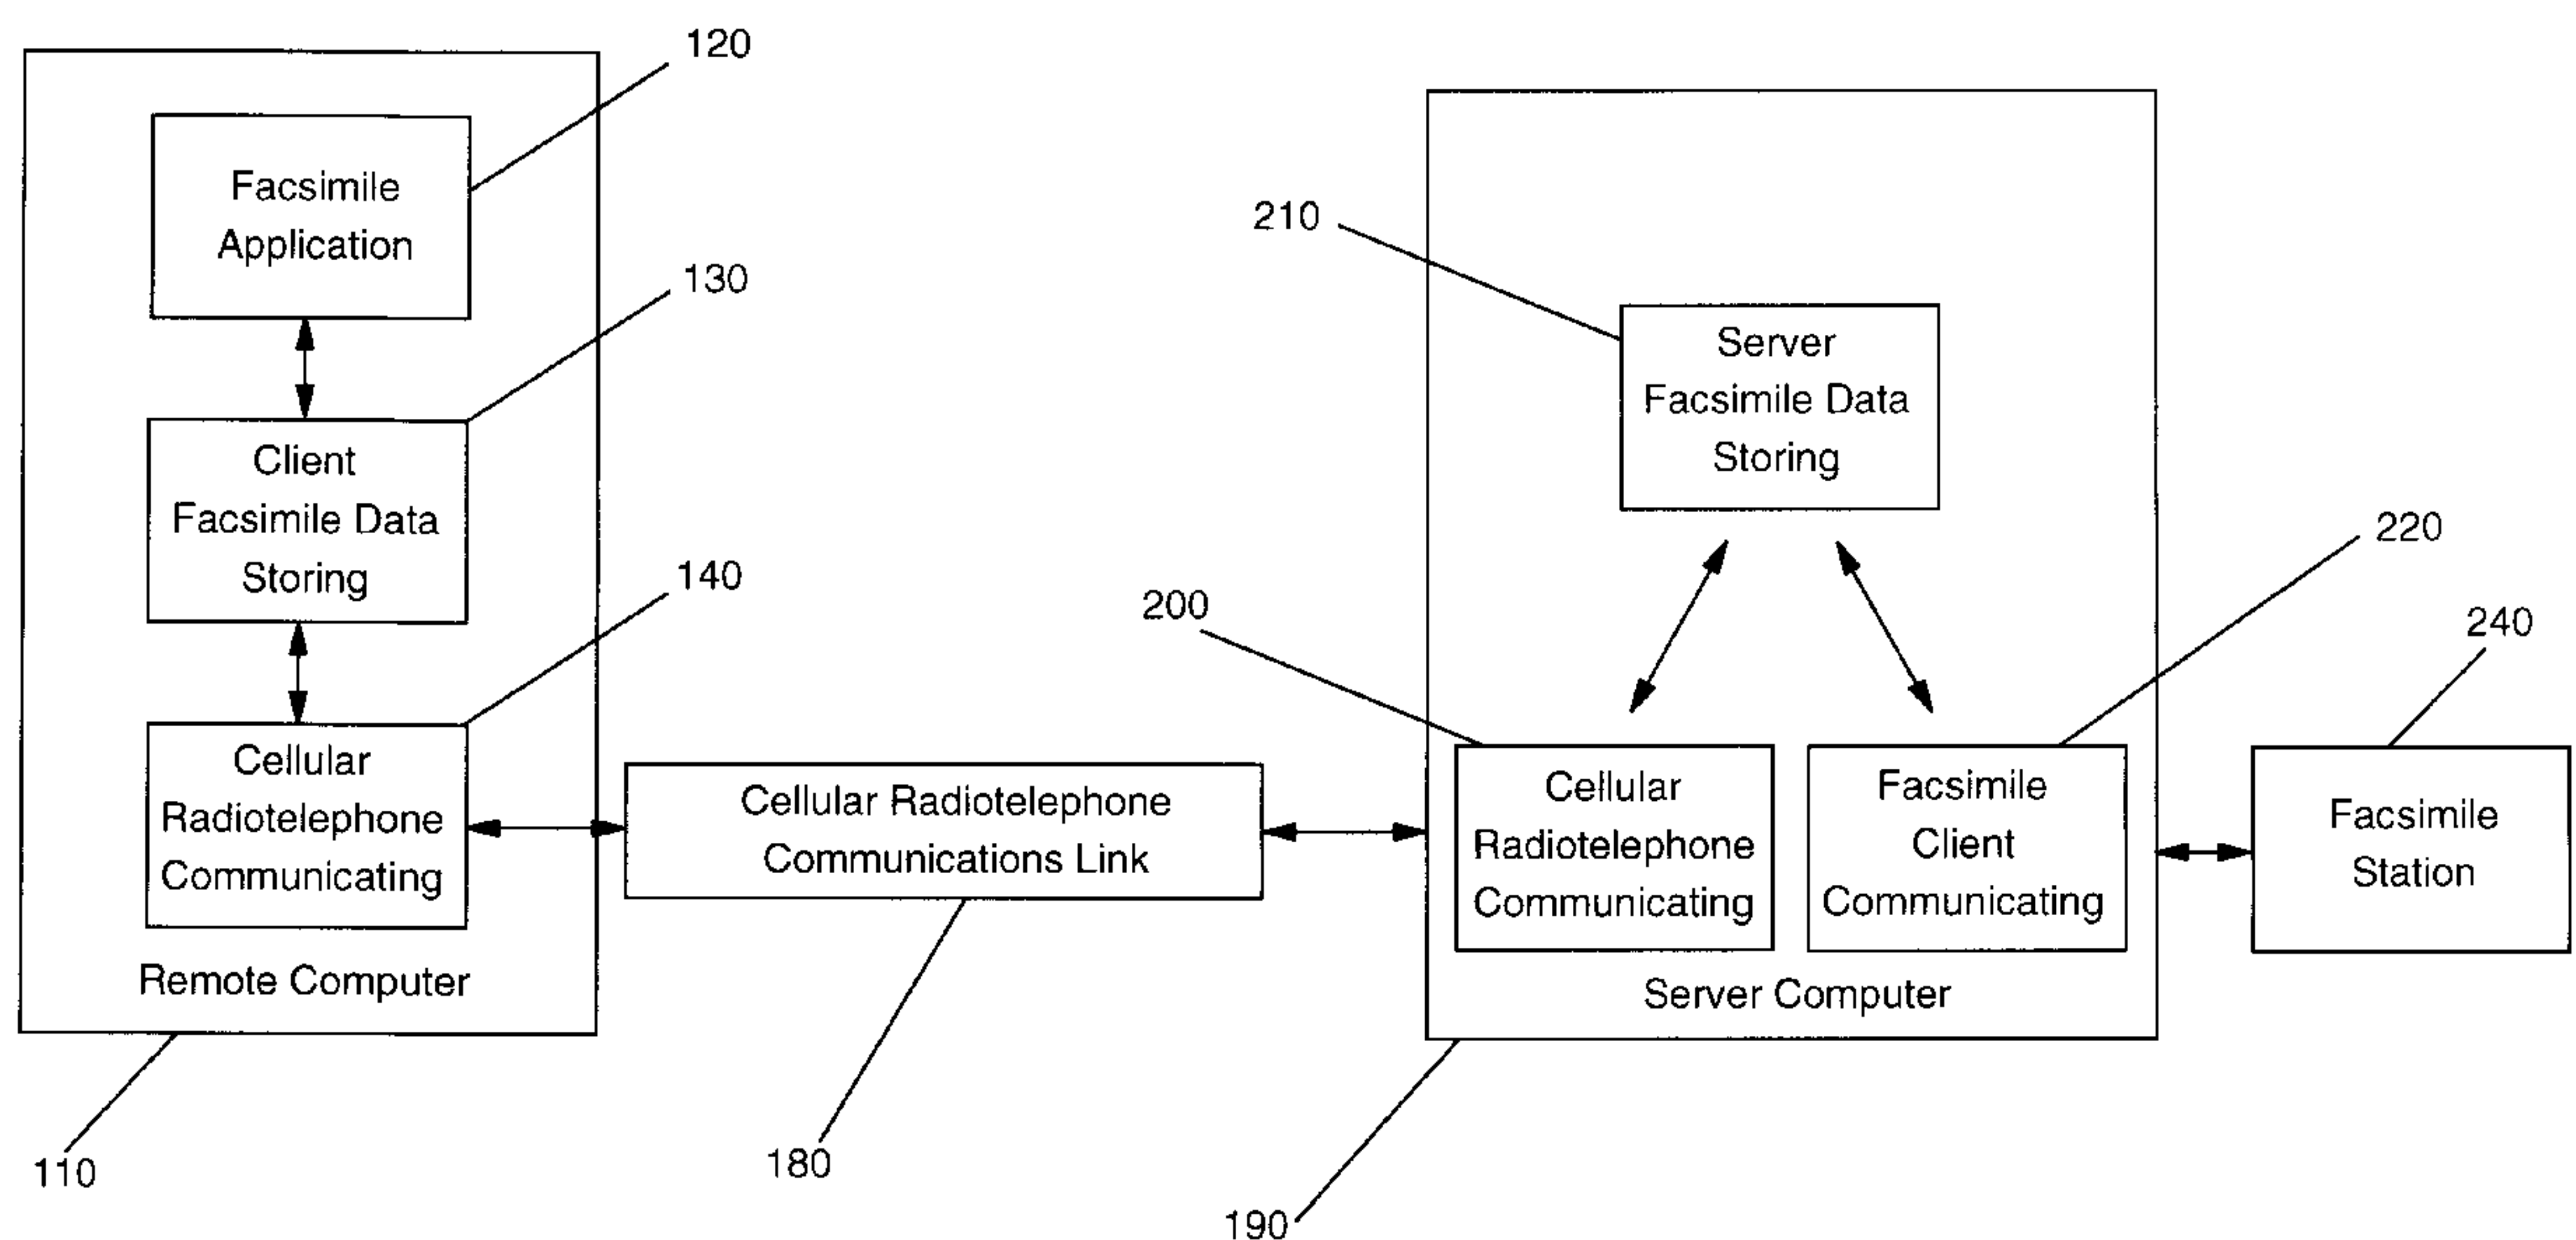 120
Facsimile
Application
130
Client
Facsimile Data
Storing
140
Cellular
Radiotelephone
Communicating
Remote Computer
110
Cellular Radiotelephone
Communications Link
180
210
Server
Facsimile Data
Storing
200
220
Cellular
Radiotelephone
Communicating
Facsimile
Client
Communicating
Server Computer
190
240
Facsimile
Station